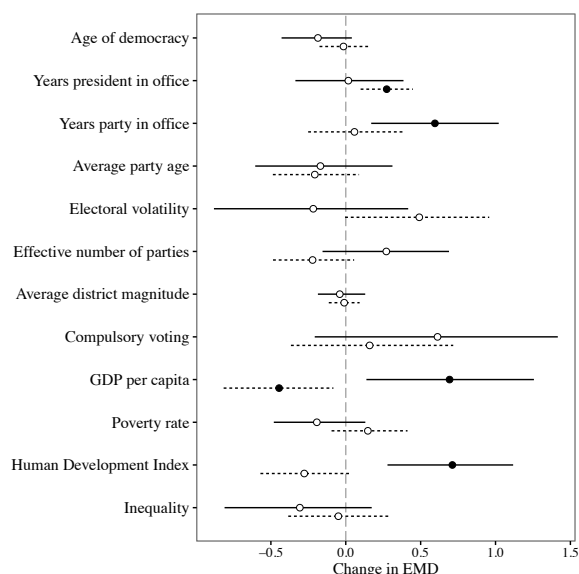 Age of democracy
Years president in office
Years party in office
Average party age
Electoral volatility
Effective number of parties
Average district magnitude
Compulsory voting
GDP per capita
Poverty rate
Human Development Index
Inequality
−0.5 0.0 0.5 1.0 1.5
Change in EMD